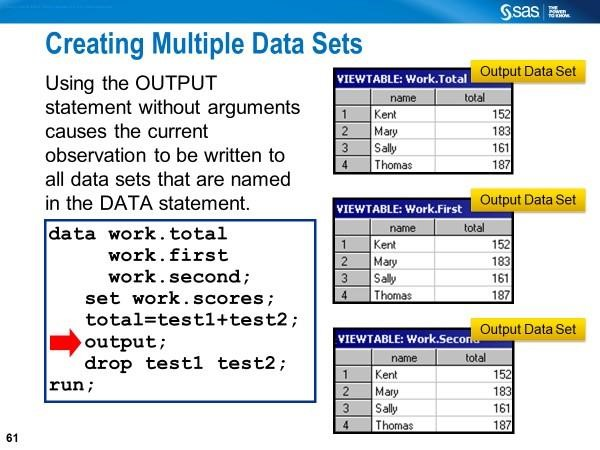 sas THE POWER TO KNOW.
Creating Multiple Data Sets
Using the OUTPUT
statement without arguments
causes the current
observation to be written to
all data sets that are named
in the DATA statement.
data work.total
work.first
work.second;
set work.scores;
total=test1+test2;
output;
drop test1 test2;
run;
Output Data Set
VIEWTABLE: Work.Total
name total
1 Kent 152
2 Mary 183
3 Sally 161
4 Thomas 187
Output Data Set
VIEWTABLE: Work.First
name total
1 Kent 152
2 Mary 183
3 Sally 161
4 Thomas 187
Output Data Set
VIEWTABLE: Work.Second
name total
1 Kent 152
2 Mary 183
3 Sally 161
4 Thomas 187
61